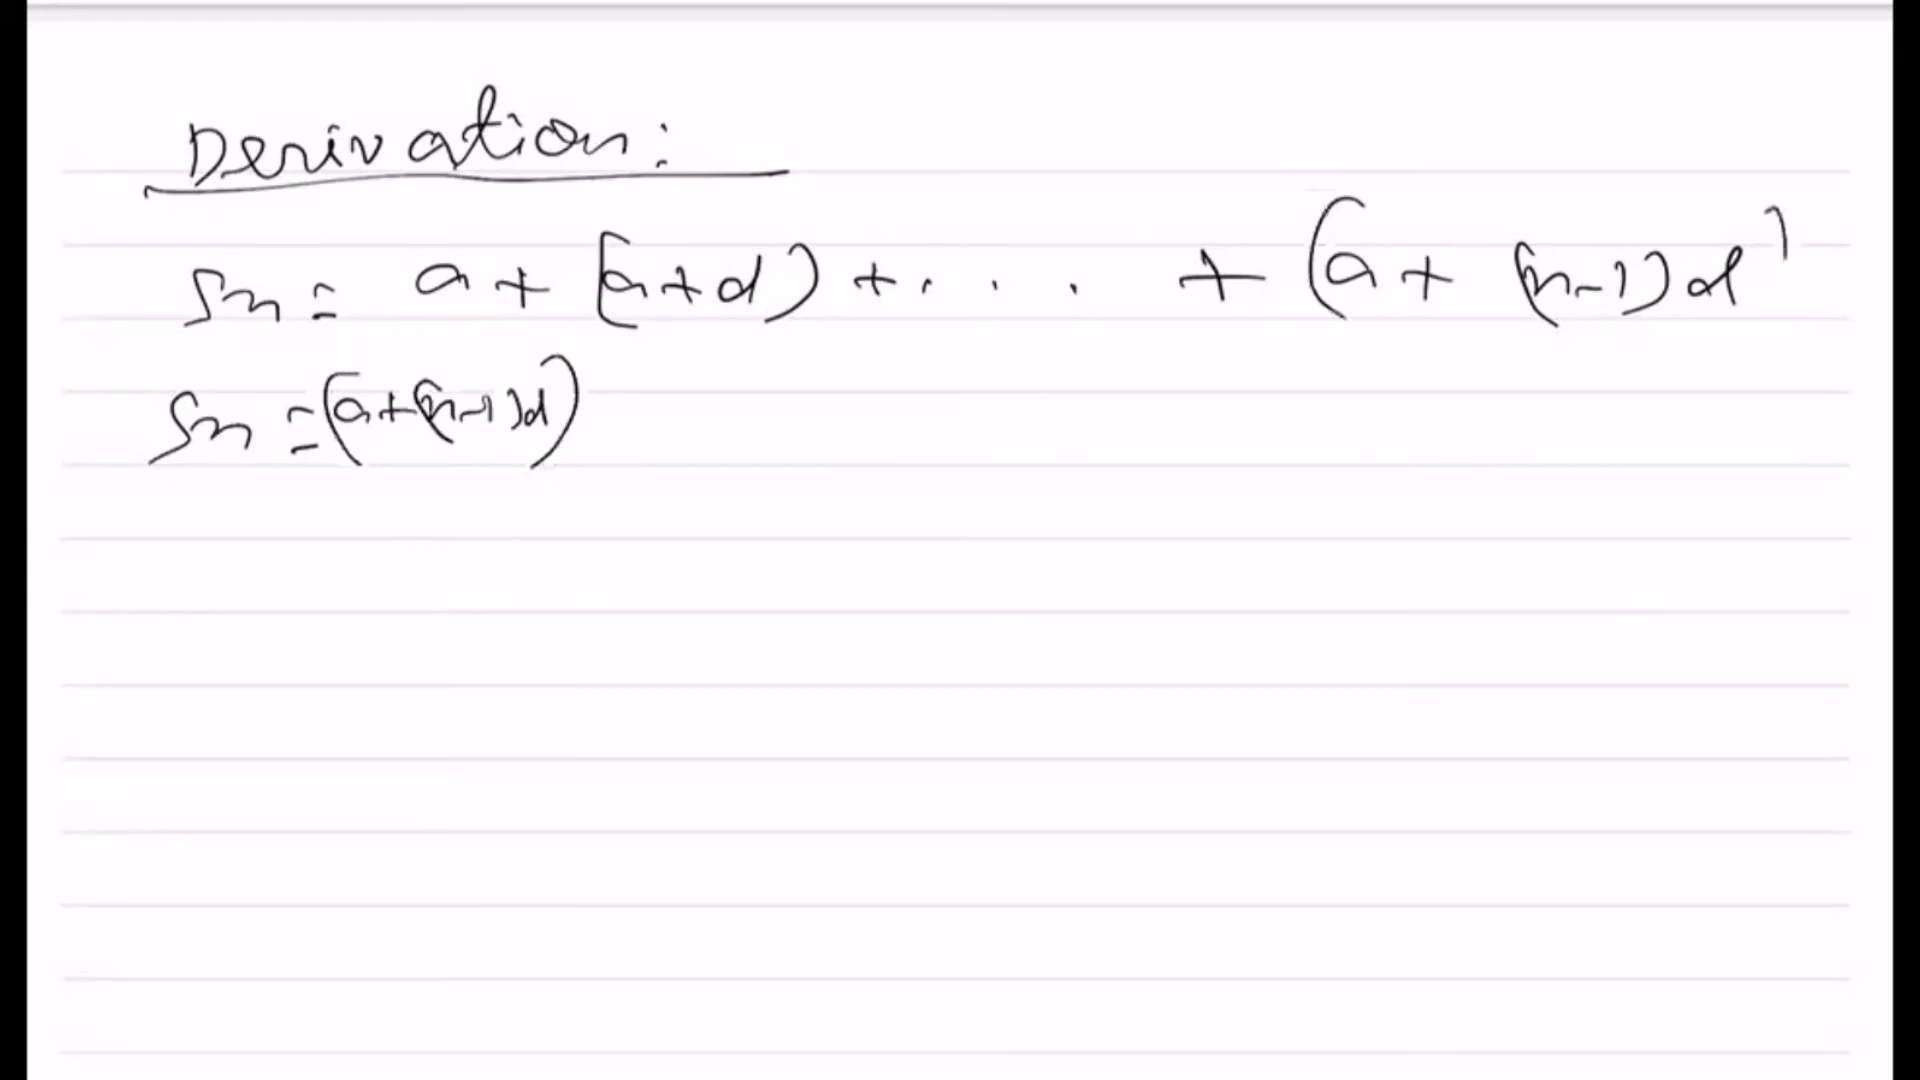 Derivation:
Sn = a + (a+d) + . . . + (a + (n-1)d)
Sn = (a+(n-1)d)